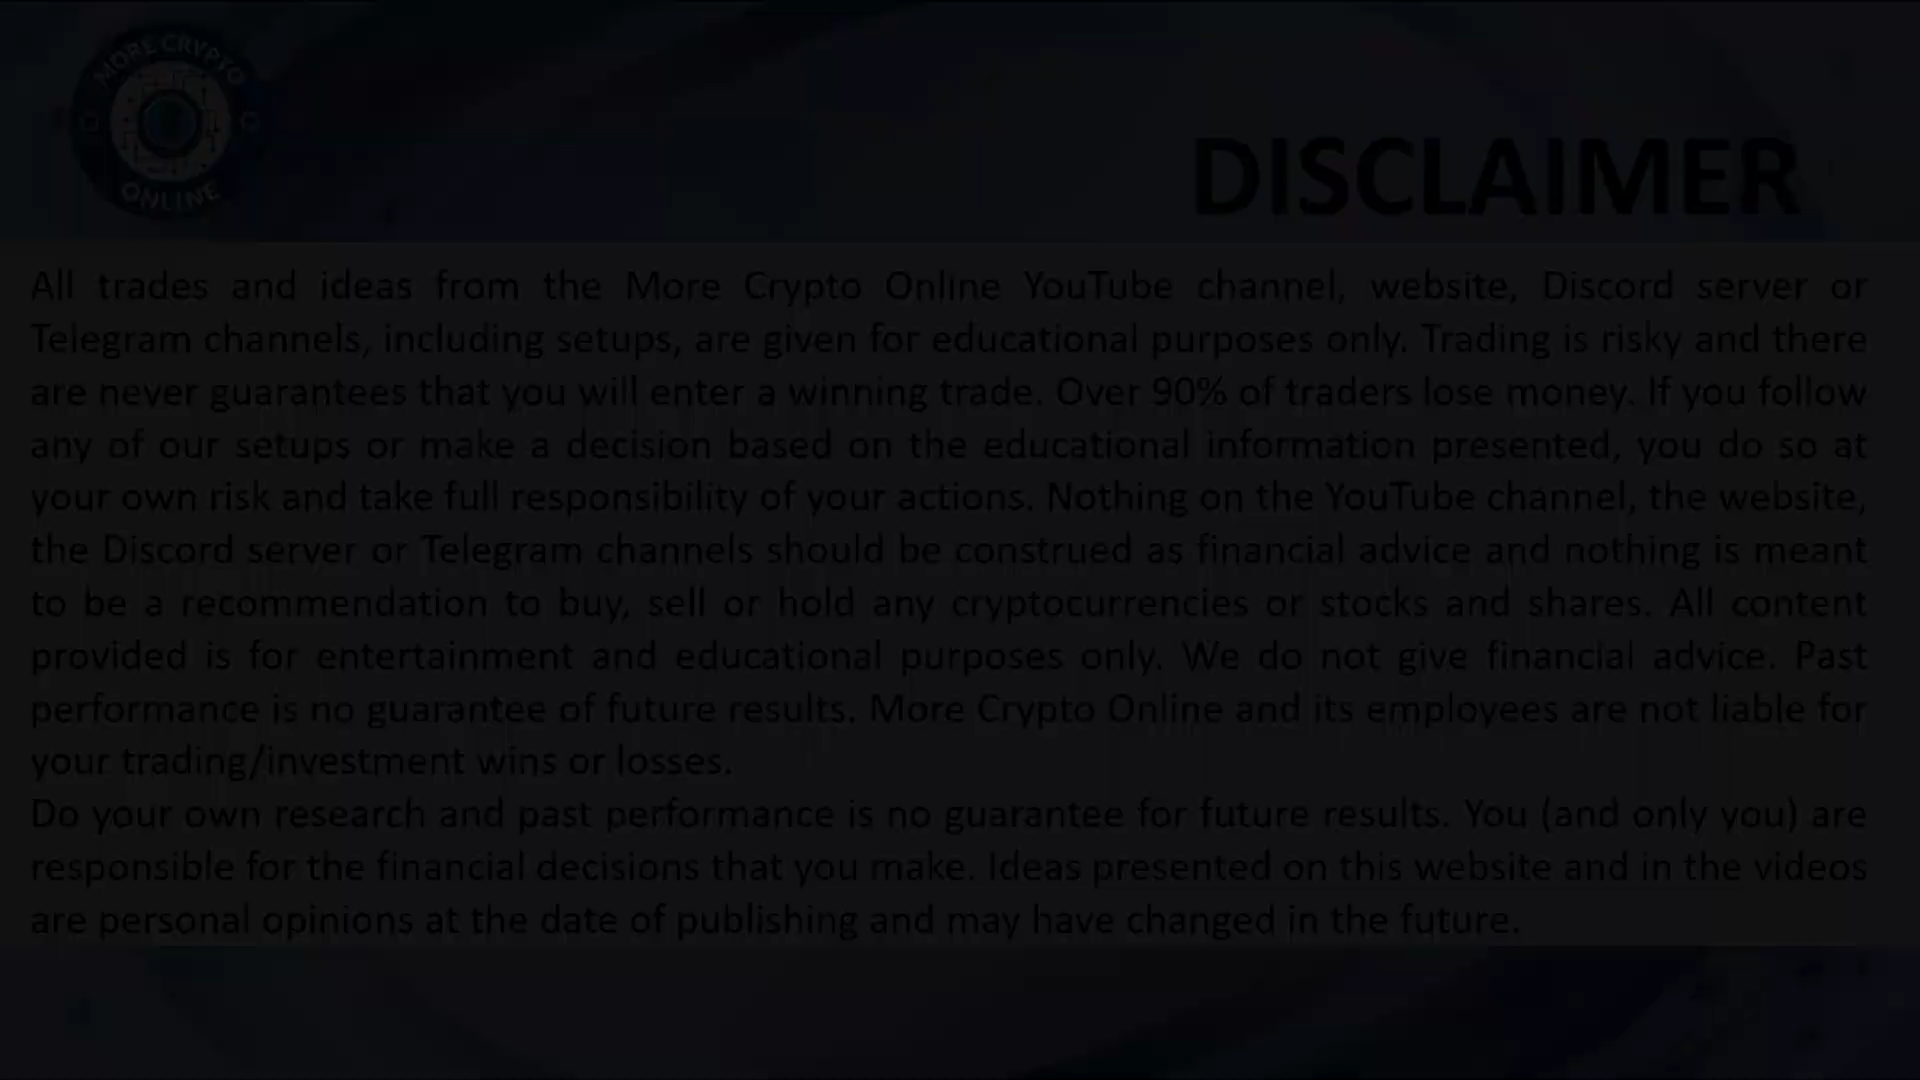 MORE CRYPTO
ONLINE
DISCLAIMER
All trades and ideas from the More Crypto Online YouTube channel, website, Discord server or
Telegram channels, including setups, are given for educational purposes only. Trading is risky and there
are never guarantees that you will enter a winning trade. Over 90% of traders lose money. If you follow
any of our setups or make a decision based on the educational information presented, you do so at
your own risk and take full responsibility of your actions. Nothing on the YouTube channel, the website,
the Discord server or Telegram channels should be construed as financial advice and nothing is meant
to be a recommendation to buy, sell or hold any cryptocurrencies or stocks and shares. All content
provided is for entertainment and educational purposes only. We do not give financial advice. Past
performance is no guarantee of future results. More Crypto Online and its employees are not liable for
your trading/investment wins or losses.
Do your own research and past performance is no guarantee for future results. You (and only you) are
responsible for the financial decisions that you make. Ideas presented on this website and in the videos
are personal opinions at the date of publishing and may have changed in the future.